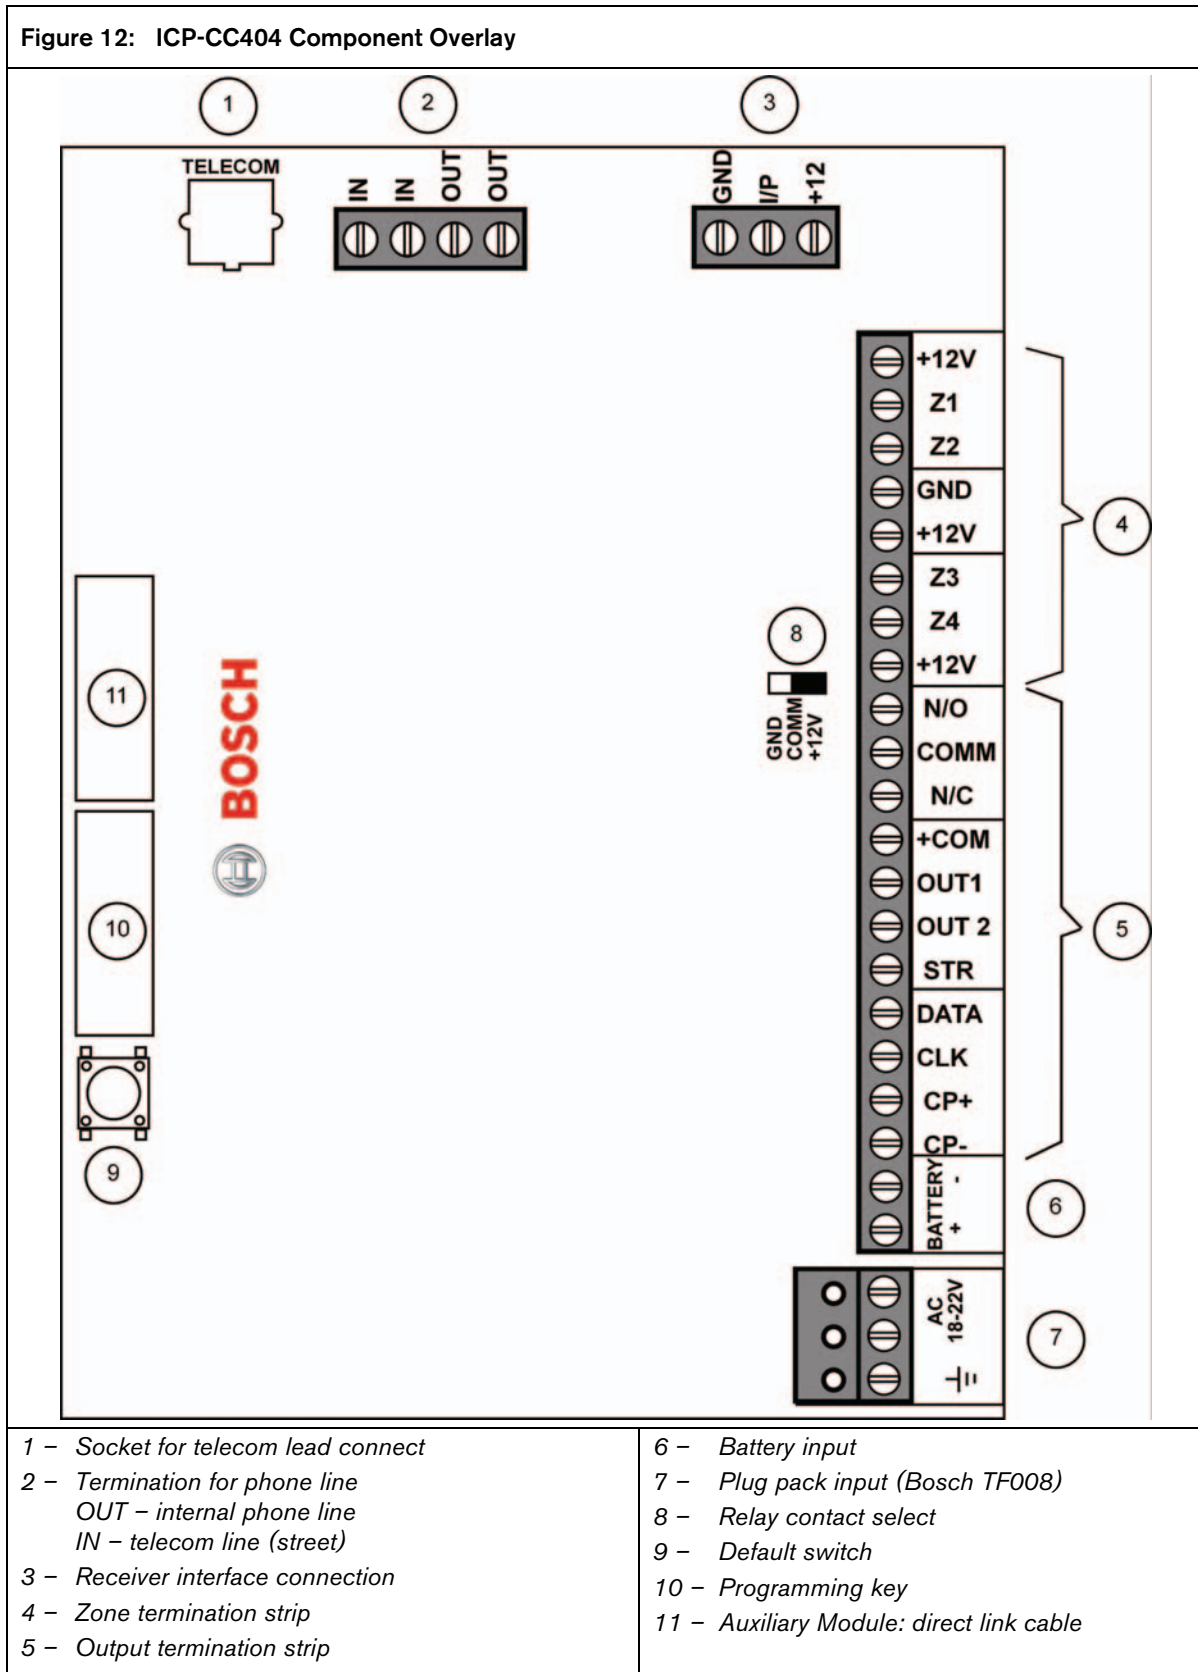 Figure 12: ICP-CC404 Component Overlay
1
2
3
TELECOM
IN
IN
OUT
OUT
GND
I/P
+12
+12V
Z1
Z2
GND
+12V
Z3
Z4
+12V
4
8
GND
COMM
+12V
N/O
COMM
N/C
+COM
OUT1
OUT 2
STR
DATA
CLK
CP+
CP-
5
11
BOSCH
10
9
BATTERY
-
+
6
AC
18-22V
7
1 – Socket for telecom lead connect
2 – Termination for phone line
OUT – internal phone line
IN – telecom line (street)
3 – Receiver interface connection
4 – Zone termination strip
5 – Output termination strip
6 – Battery input
7 – Plug pack input (Bosch TF008)
8 – Relay contact select
9 – Default switch
10 – Programming key
11 – Auxiliary Module: direct link cable